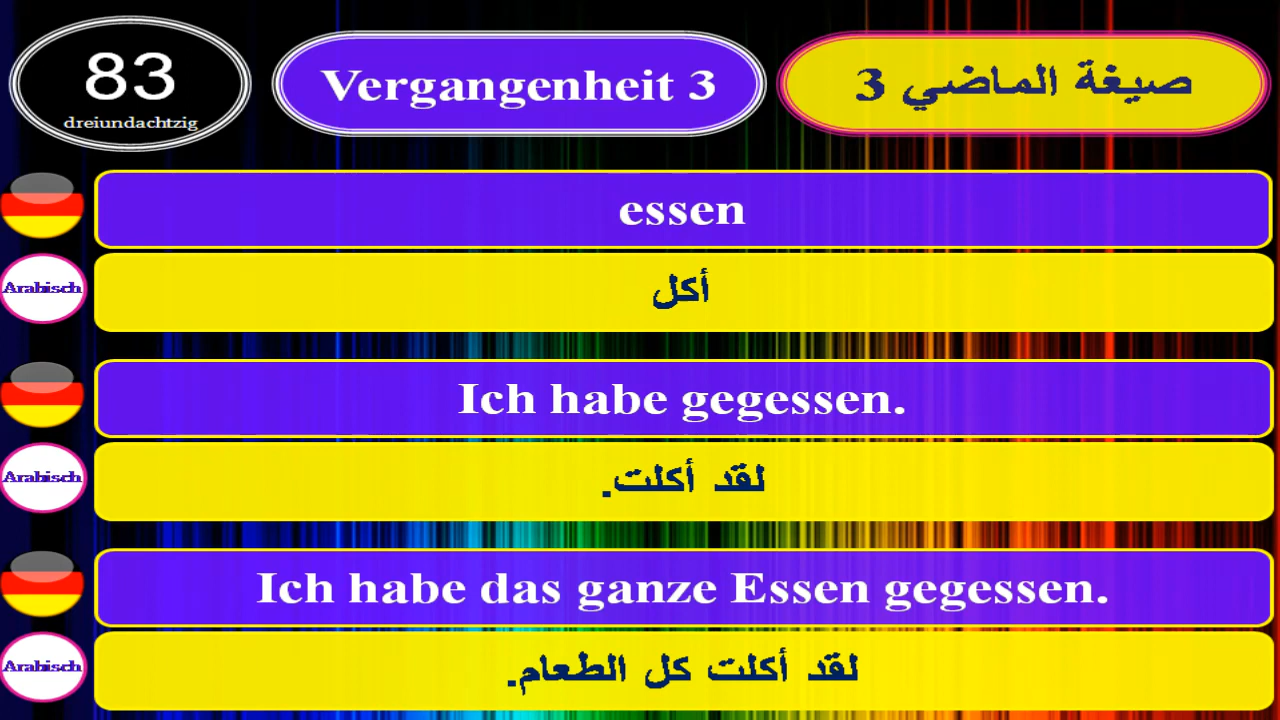 83
dreiundachtzig
Vergangenheit 3
صيغة الماضي 3
essen
Arabisch
أكل
Ich habe gegessen.
Arabisch
لقد أكلت.
Ich habe das ganze Essen gegessen.
Arabisch
لقد أكلت كل الطعام.